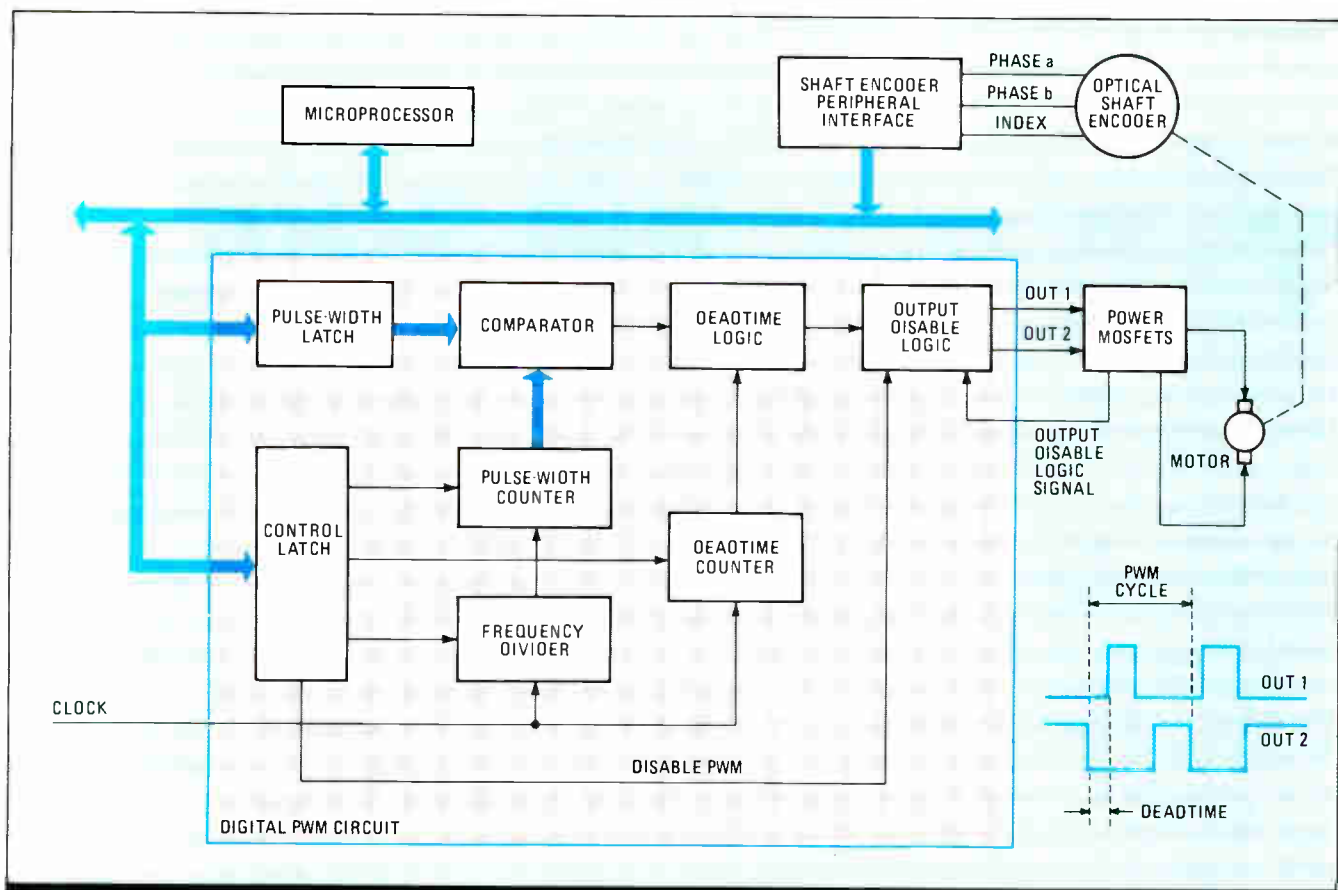 MICROPROCESSOR
SHAFT ENCOOER
PERIPHERAL
INTERFACE
PHASE a
PHASE b
INDEX
OPTICAL
SHAFT
ENCOOER
PULSE-WIDTH
LATCH
COMPARATOR
OEAOTIME
LOGIC
OUTPUT
OISABLE
LOGIC
OUT 1
OUT 2
POWER
MOSFETS
OUTPUT
OISABLE
LOGIC
SIGNAL
MOTOR
CONTROL
LATCH
PULSE-WIOTH
COUNTER
OEAOTIME
COUNTER
FREQUENCY
OIVIOER
CLOCK
DISABLE PWM
DIGITAL PWM CIRCUIT
PWM
CYCLE
OUT 1
OUT 2
DEADTIME